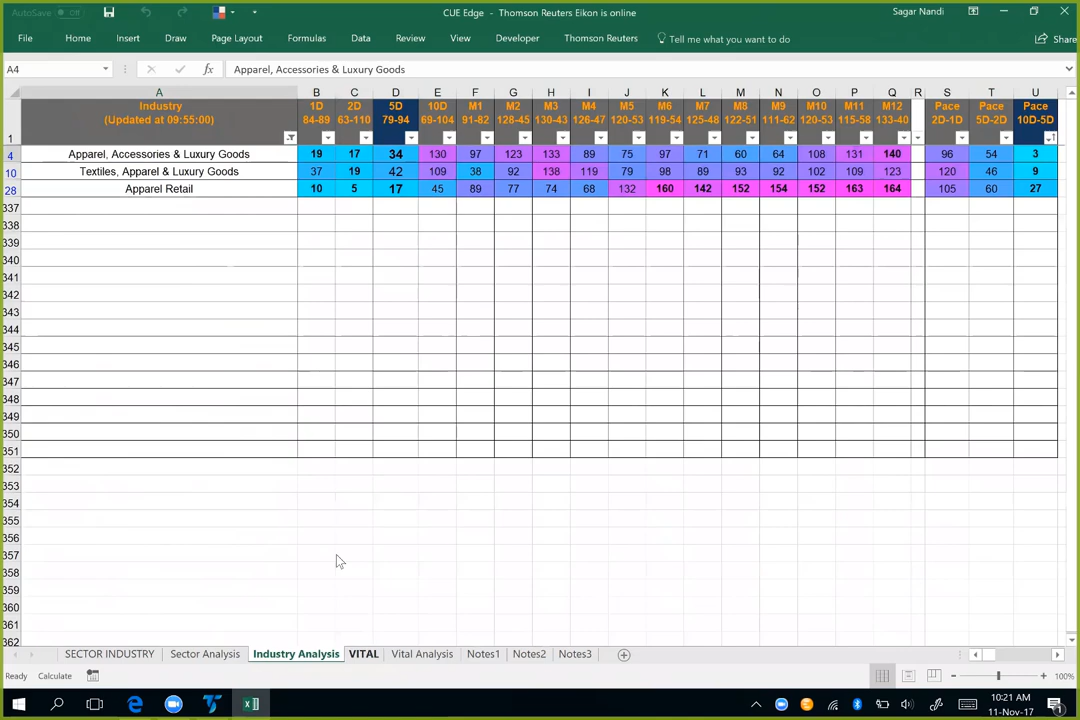 AutoSave Off
CUE Edge - Thomson Reuters Eikon is online
Sagar Nandi
File Home Insert Draw Page Layout Formulas Data Review View Developer Thomson Reuters Tell me what you want to do Share
A4 fx Apparel, Accessories & Luxury Goods
A B C D E F G H I J K L M N O P Q R S T U
Industry 1D 2D 5D 10D M1 M2 M3 M4 M5 M6 M7 M8 M9 M10 M11 M12 Pace Pace Pace
(Updated at 09:55:00) 84-89 63-110 79-94 69-104 91-82 128-45 130-43 126-47 120-53 119-54 125-48 122-51 111-62 120-53 115-58 133-40 2D-1D 5D-2D 10D-5D
1
4 Apparel, Accessories & Luxury Goods 19 17 34 130 97 123 133 89 75 97 71 60 64 108 131 140 96 54 3
10 Textiles, Apparel & Luxury Goods 37 19 42 109 38 92 138 119 79 98 89 93 92 102 109 123 120 46 9
28 Apparel Retail 10 5 17 45 89 77 74 68 132 160 142 152 154 152 163 164 105 60 27
337
338
339
340
341
342
343
344
345
346
347
348
349
350
351
352
353
354
355
356
357
358
359
360
361
362
SECTOR INDUSTRY Sector Analysis Industry Analysis VITAL Vital Analysis Notes1 Notes2 Notes3
Ready Calculate 100%
10:21 AM
11-Nov-17
1